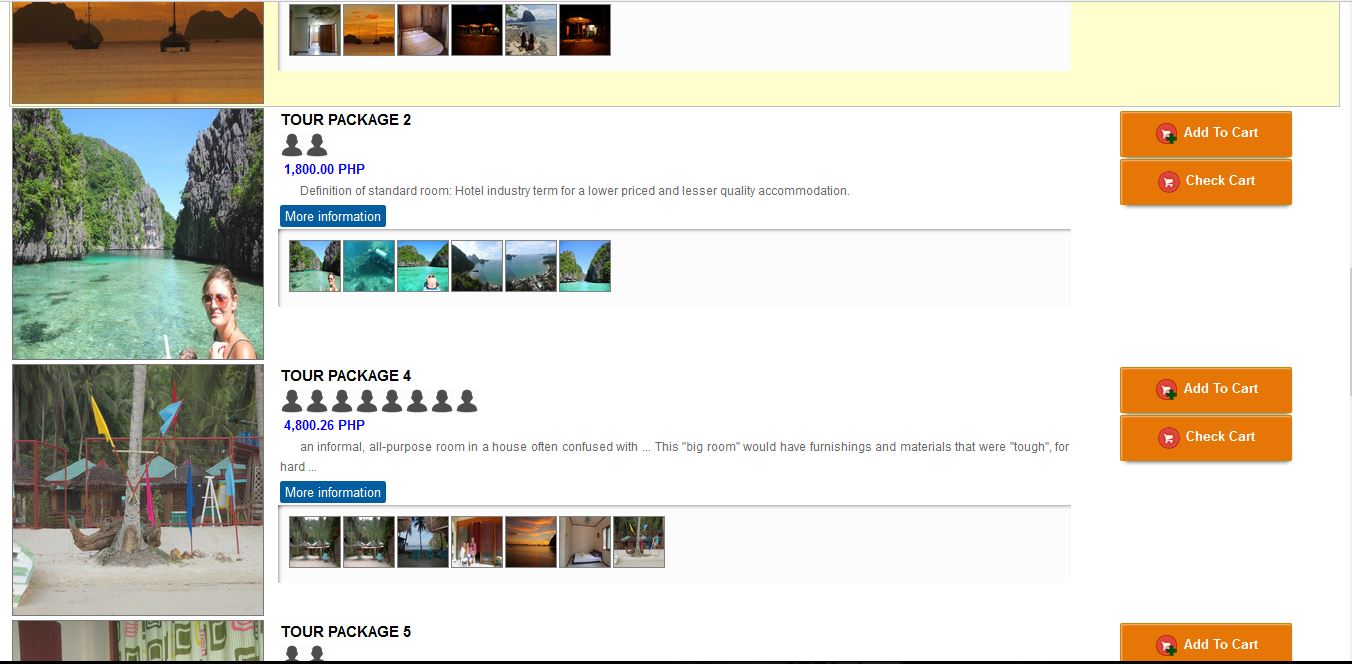 TOUR PACKAGE 2
1,800.00 PHP
Definition of standard room: Hotel industry term for a lower priced and lesser quality accommodation.
More information
Add To Cart
Check Cart
TOUR PACKAGE 4
4,800.26 PHP
an informal, all-purpose room in a house often confused with ... This "big room" would have furnishings and materials that were "tough", for
hard ...
More information
Add To Cart
Check Cart
TOUR PACKAGE 5
Add To Cart